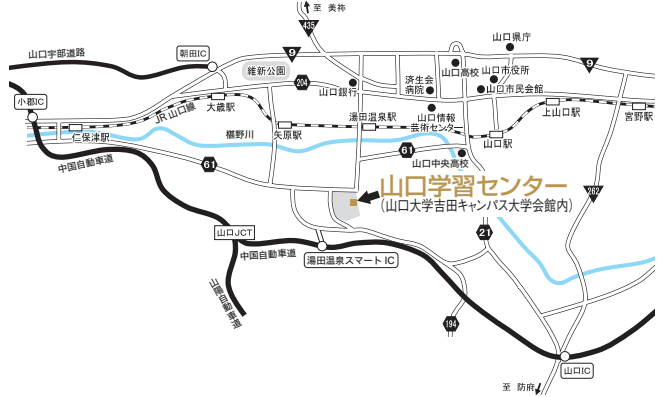 至 美祢
435
9
山口県庁
山口宇部道路
朝田IC
維新公園
204
山口銀行
済生会
病院
山口高校
山口市役所
9
山口市民会館
小郡IC
大歳駅
JR 山口線
湯田温泉駅
山口情報
芸術センター
上山口駅
宮野駅
仁保津駅
椹野川
矢原駅
山口駅
中国自動車道
61
61
山口中央高校
山口学習センター
(山口大学吉田キャンパス大学会館内)
262
山口JCT
21
中国自動車道
湯田温泉スマートIC
山陽自動車道
194
山口IC
至 防府